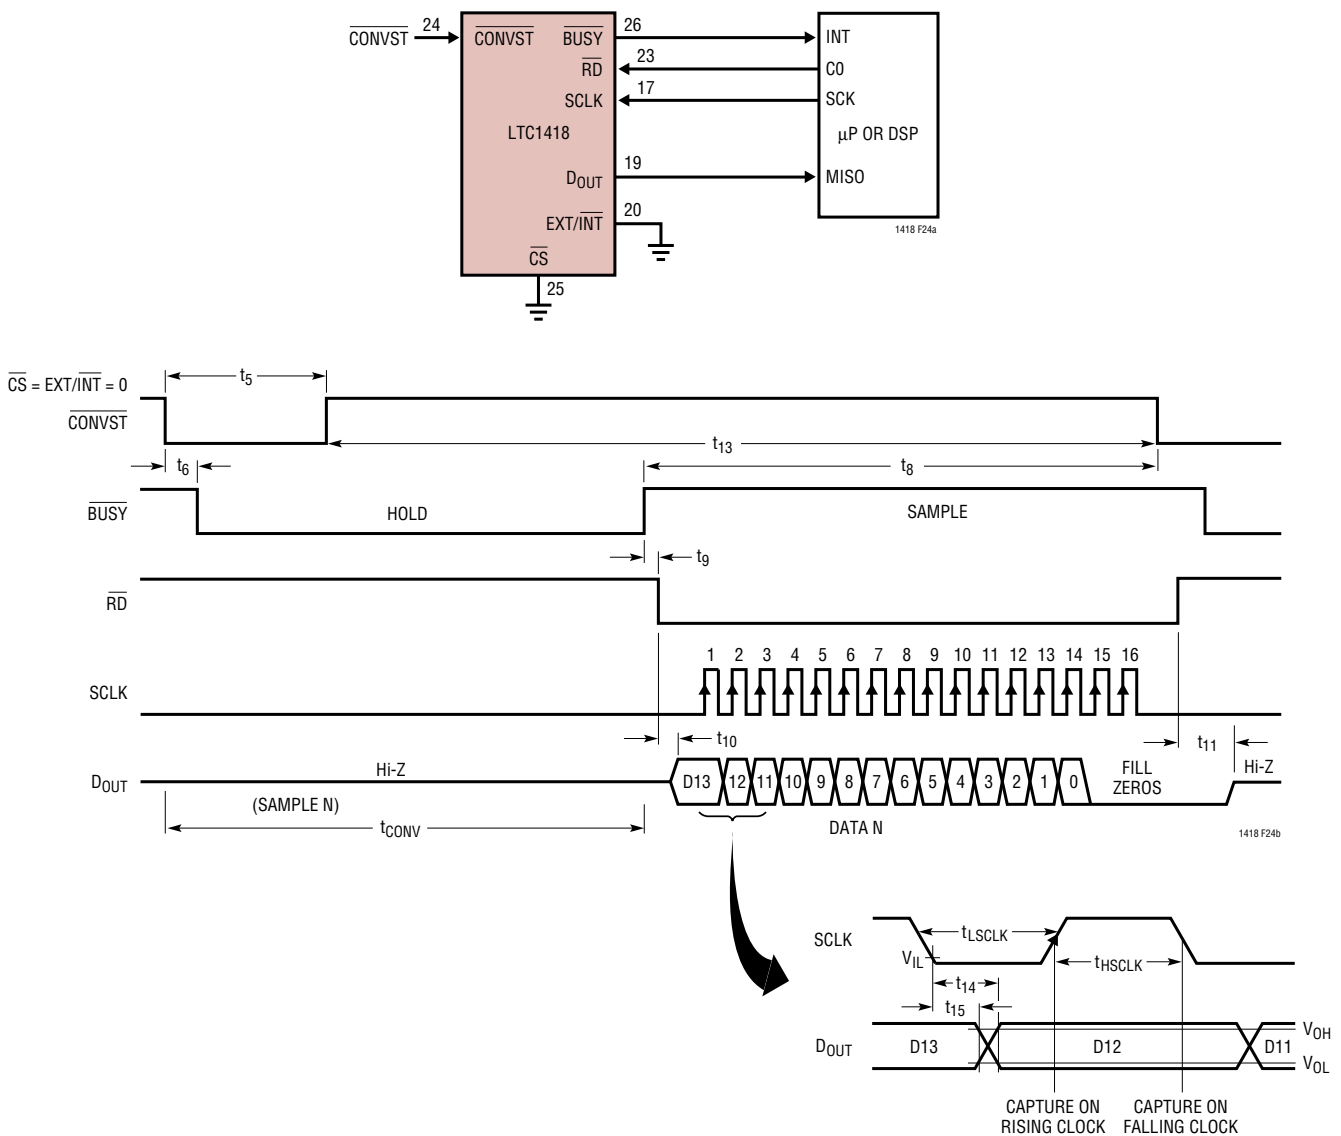 CONVST 24 CONVST BUSY 26 INT
RD 23 C0
SCLK 17 SCK
LTC1418 μP OR DSP
DOUT 19 MISO
EXT/INT 20
1418 F24a
CS
25
CS = EXT/INT = 0
t5
CONVST
t13
t6 t8
BUSY HOLD SAMPLE
t9
RD
1 2 3 4 5 6 7 8 9 10 11 12 13 14 15 16
SCLK
t10 t11
DOUT Hi-Z D13 12 11 10 9 8 7 6 5 4 3 2 1 0 FILL ZEROS Hi-Z
(SAMPLE N)
tCONV DATA N
1418 F24b
SCLK tLSCLK
VIL tHSCLK
t14
t15
DOUT D13 D12 D11 VOH
VOL
CAPTURE ON RISING CLOCK
CAPTURE ON FALLING CLOCK